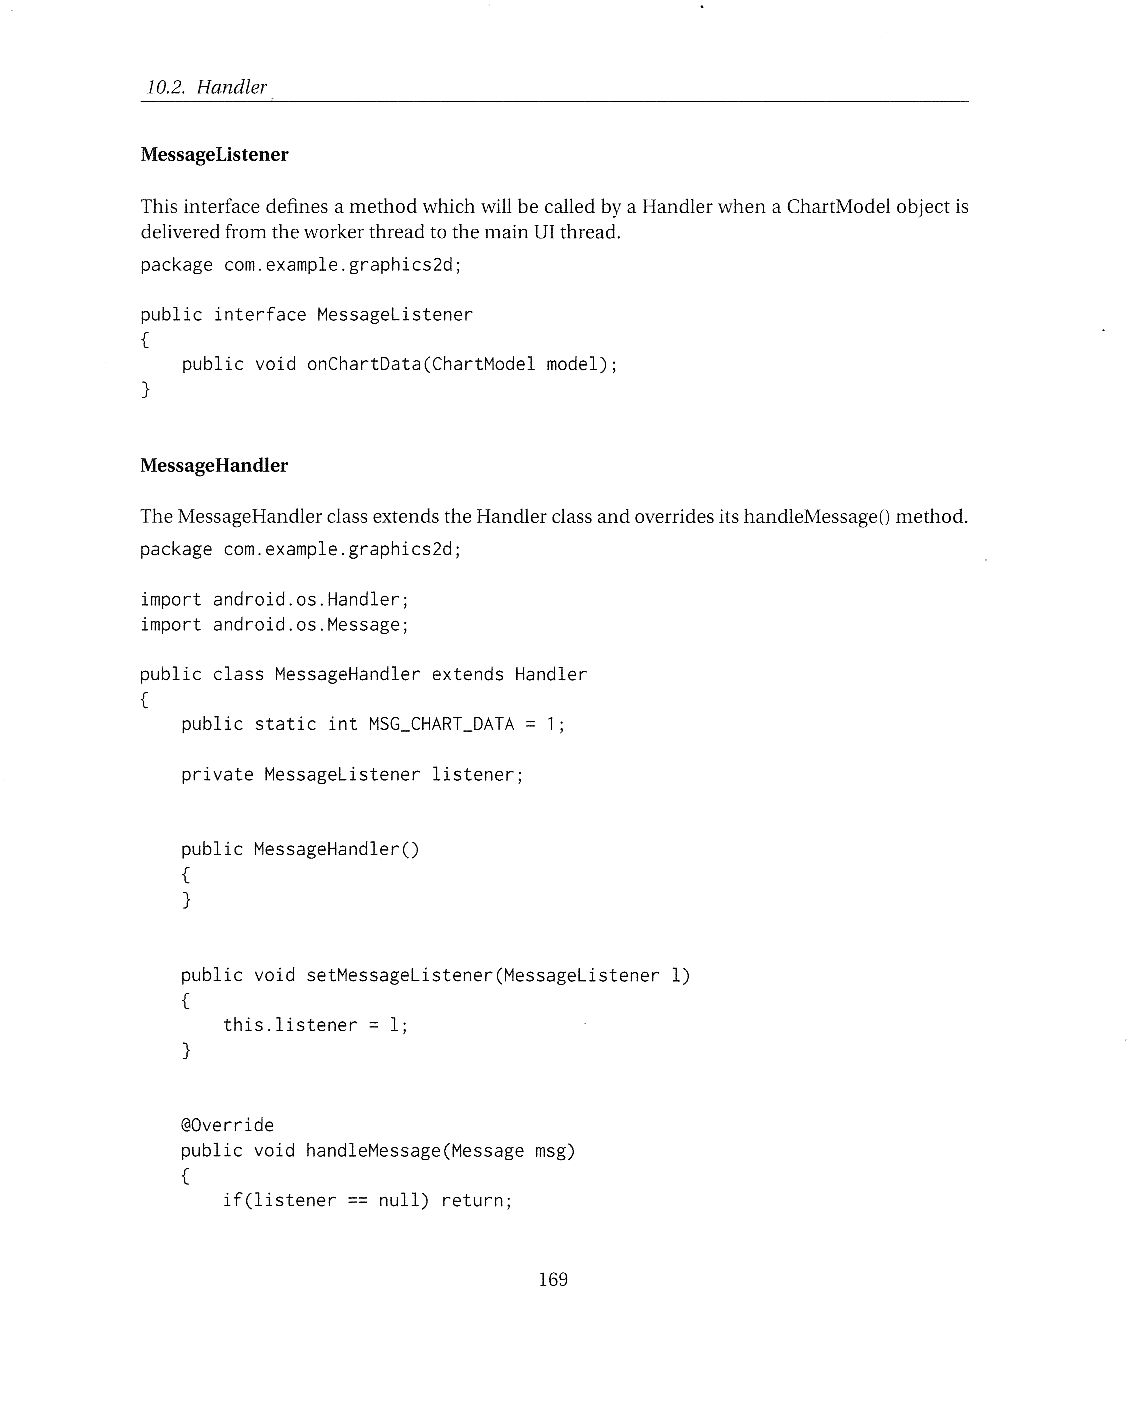 10.2. Handler
MessageListener
This interface defines a method which will be called by a Handler when a ChartModel object is
delivered from the worker thread to the main UI thread.
package com.example.graphics2d;
public interface MessageListener
{
    public void onChartData(ChartModel model);
}
MessageHandler
The MessageHandler class extends the Handler class and overrides its handleMessage() method.
package com.example.graphics2d;
import android.os.Handler;
import android.os.Message;
public class MessageHandler extends Handler
{
    public static int MSG_CHART_DATA = 1;
    private MessageListener listener;
    public MessageHandler()
    {
    }
    public void setMessageListener(MessageListener l)
    {
        this.listener = l;
    }
    @Override
    public void handleMessage(Message msg)
    {
        if(listener == null) return;
169